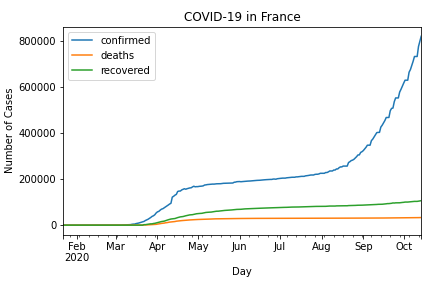 COVID-19 in France
confirmed
deaths
recovered
Number of Cases
800000
600000
400000
200000
0
Feb Mar Apr May Jun Jul Aug Sep Oct
2020
Day